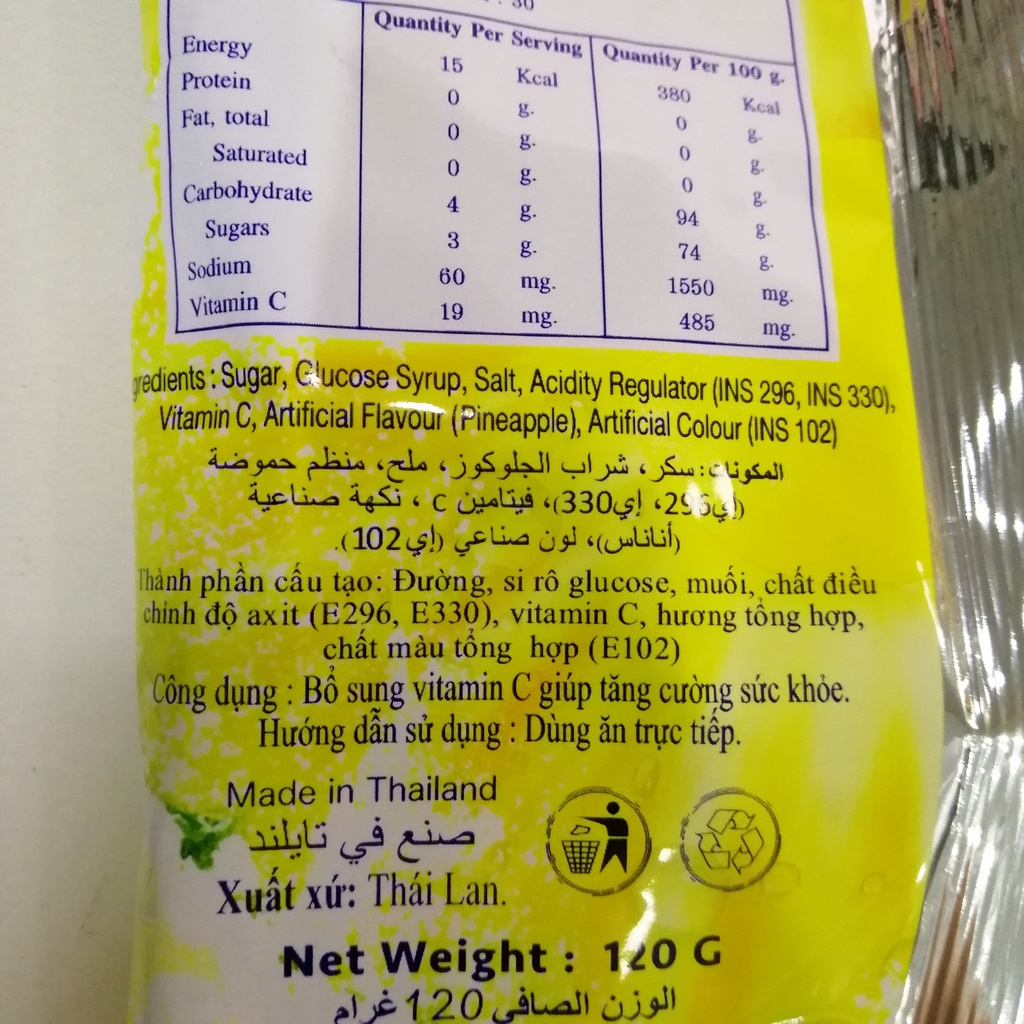 Quantity Per Serving Quantity Per 100 g.
Energy 15 Kcal 380 Kcal
Protein 0 g. 0 g.
Fat, total 0 g. 0 g.
Saturated 0 g. 0 g.
Carbohydrate 4 g. 94 g.
Sugars 3 g. 74 g.
Sodium 60 mg. 1550 mg.
Vitamin C 19 mg. 485 mg.
gredients : Sugar, Glucose Syrup, Salt, Acidity Regulator (INS 296, INS 330),
Vitamin C, Artificial Flavour (Pineapple), Artificial Colour (INS 102)
المكونات: سكر، شراب الجلوكوز، ملح، منظم حموضة
(إي296، إي330)، فيتامين c ، نكهة صناعية
(أناناس)، لون صناعي (إي102).
Thành phần cấu tạo: Đường, si rô glucose, muối, chất điều
chỉnh độ axit (E296, E330), vitamin C, hương tổng hợp,
chất màu tổng hợp (E102)
Công dụng : Bổ sung vitamin C giúp tăng cường sức khỏe.
Hướng dẫn sử dụng : Dùng ăn trực tiếp.
Made in Thailand
صنع في تايلند
Xuất xứ: Thái Lan.
Net Weight : 120 G
الوزن الصافي 120 غرام